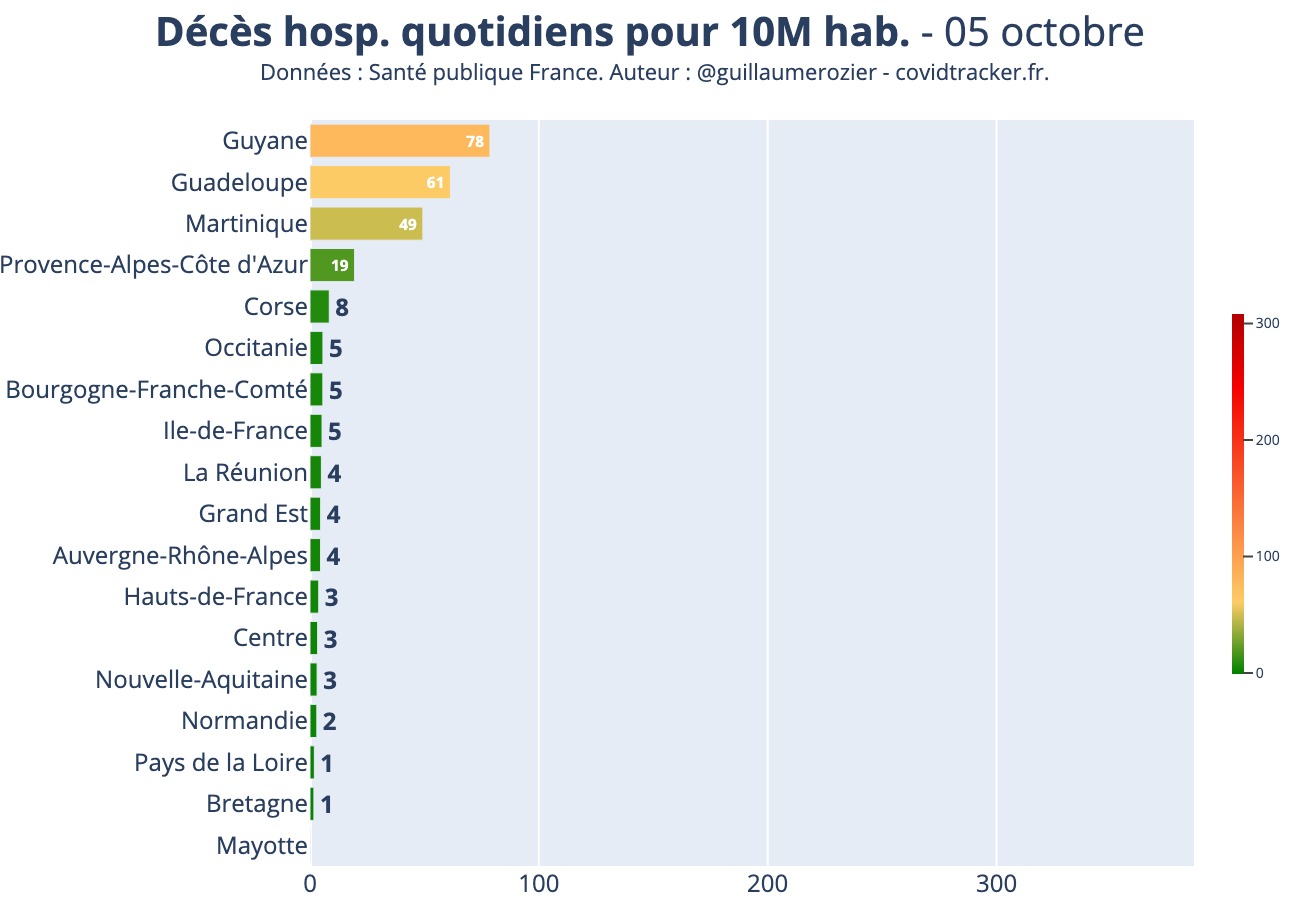 Décès hosp. quotidiens pour 10M hab. - 05 octobre
Données : Santé publique France. Auteur : @guillaumerozier - covidtracker.fr.
Guyane 78
Guadeloupe 61
Martinique 49
Provence-Alpes-Côte d'Azur 19
Corse 8
Occitanie 5
Bourgogne-Franche-Comté 5
Ile-de-France 5
La Réunion 4
Grand Est 4
Auvergne-Rhône-Alpes 4
Hauts-de-France 3
Centre 3
Nouvelle-Aquitaine 3
Normandie 2
Pays de la Loire 1
Bretagne 1
Mayotte
0 100 200 300
300
200
100
0